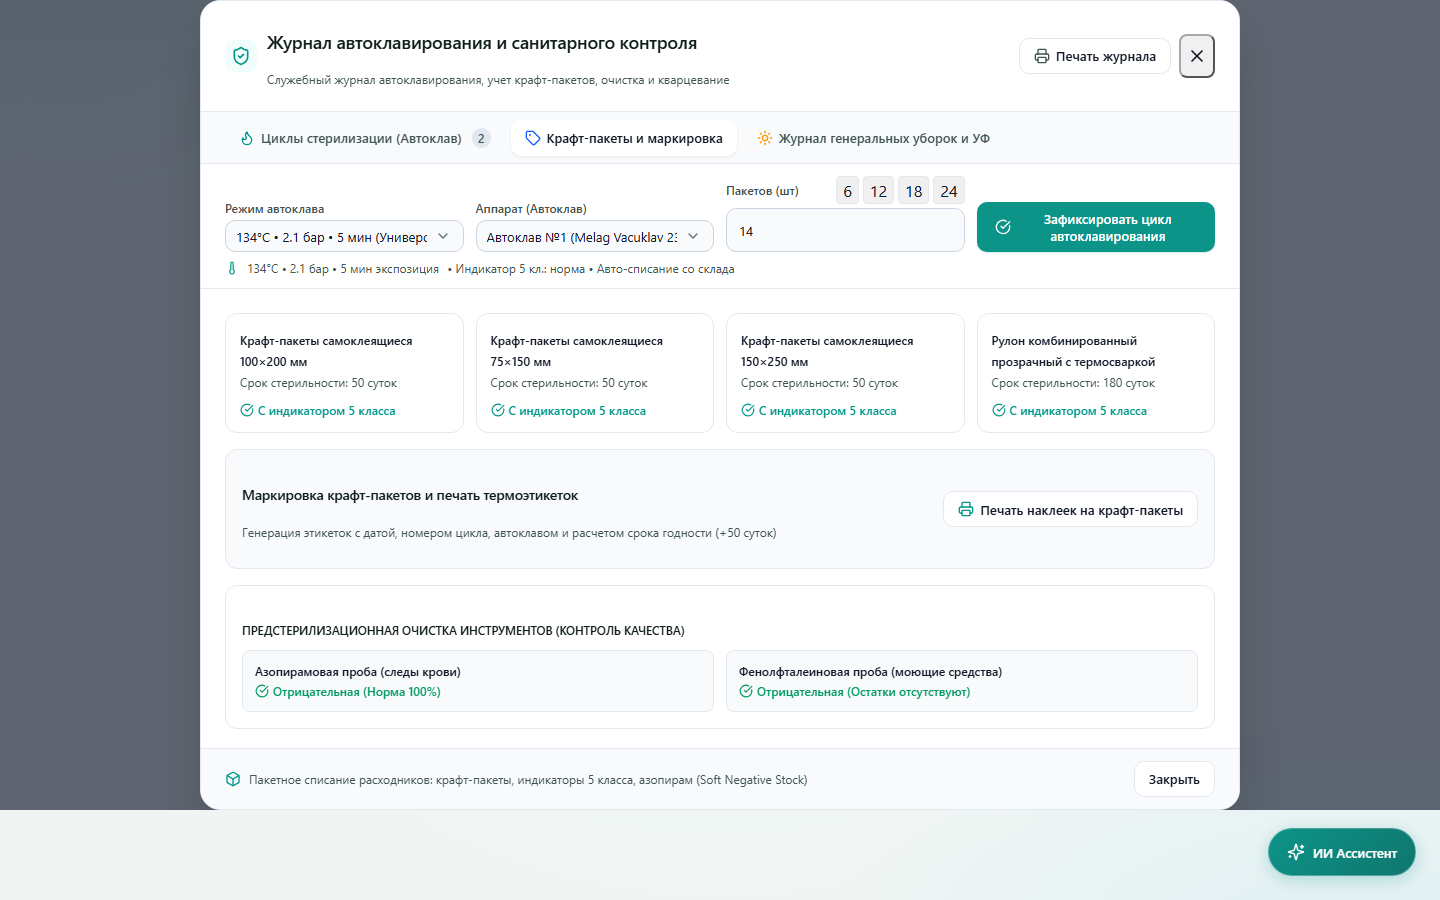 Журнал автоклавирования и санитарного контроля
Служебный журнал автоклавирования, учет крафт-пакетов, очистка и кварцевание
Печать журнала
Циклы стерилизации (Автоклав) 2
Крафт-пакеты и маркировка
Журнал генеральных уборок и УФ
Режим автоклава
134°C • 2.1 бар • 5 мин (Универс
Аппарат (Автоклав)
Автоклав №1 (Melag Vacuklav 23
Пакетов (шт)
6 12 18 24
14
Зафиксировать цикл
автоклавирования
134°C • 2.1 бар • 5 мин экспозиция • Индикатор 5 кл.: норма • Авто-списание со склада
Крафт-пакеты самоклеящиеся
100×200 мм
Срок стерильности: 50 суток
С индикатором 5 класса
Крафт-пакеты самоклеящиеся
75×150 мм
Срок стерильности: 50 суток
С индикатором 5 класса
Крафт-пакеты самоклеящиеся
150×250 мм
Срок стерильности: 50 суток
С индикатором 5 класса
Рулон комбинированный
прозрачный с термосваркой
Срок стерильности: 180 суток
С индикатором 5 класса
Маркировка крафт-пакетов и печать термоэтикеток
Генерация этикеток с датой, номером цикла, автоклавом и расчетом срока годности (+50 суток)
Печать наклеек на крафт-пакеты
ПРЕДСТЕРИЛИЗАЦИОННАЯ ОЧИСТКА ИНСТРУМЕНТОВ (КОНТРОЛЬ КАЧЕСТВА)
Азопирамовая проба (следы крови)
Отрицательная (Норма 100%)
Фенолфталеиновая проба (моющие средства)
Отрицательная (Остатки отсутствуют)
Пакетное списание расходников: крафт-пакеты, индикаторы 5 класса, азопирам (Soft Negative Stock)
Закрыть
ИИ Ассистент